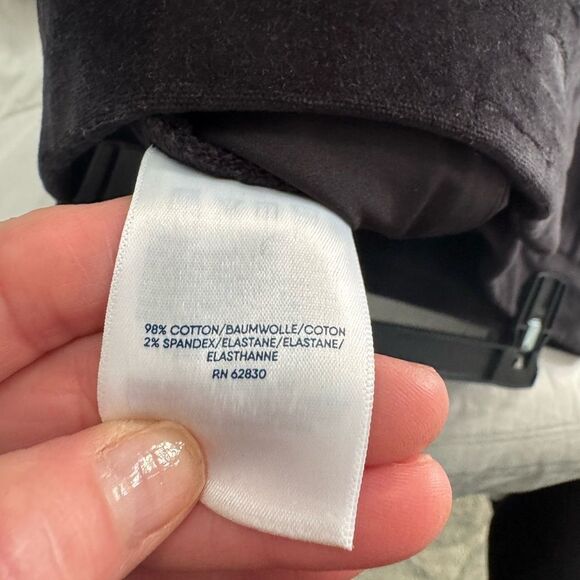 98% COTTON/BAUMWOLLE/COTON
2% SPANDEX/ELASTANE/ELASTANE/
ELASTHANNE
RN 62830